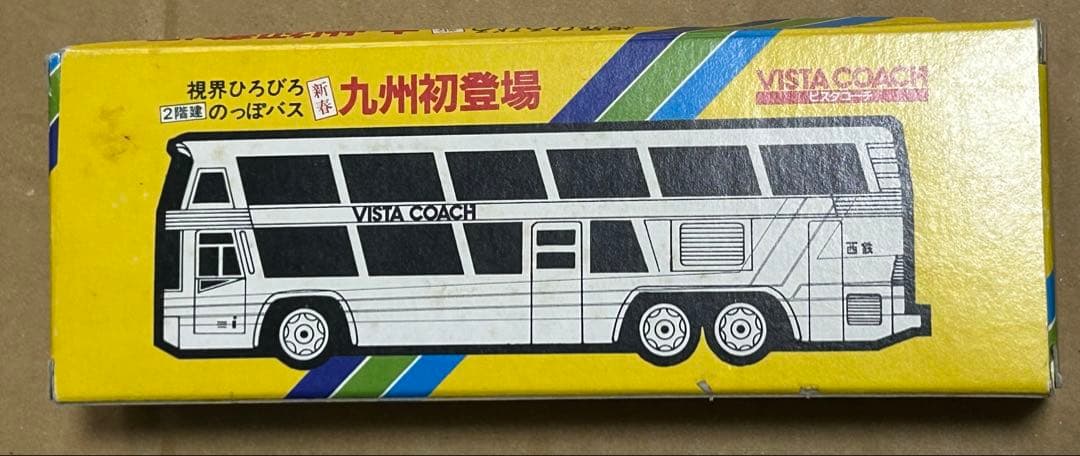 視界ひろびろ
2階建 のっぽバス
新春
九州初登場
VISTA COACH
ビスタコーチ
VISTA COACH
西鉄